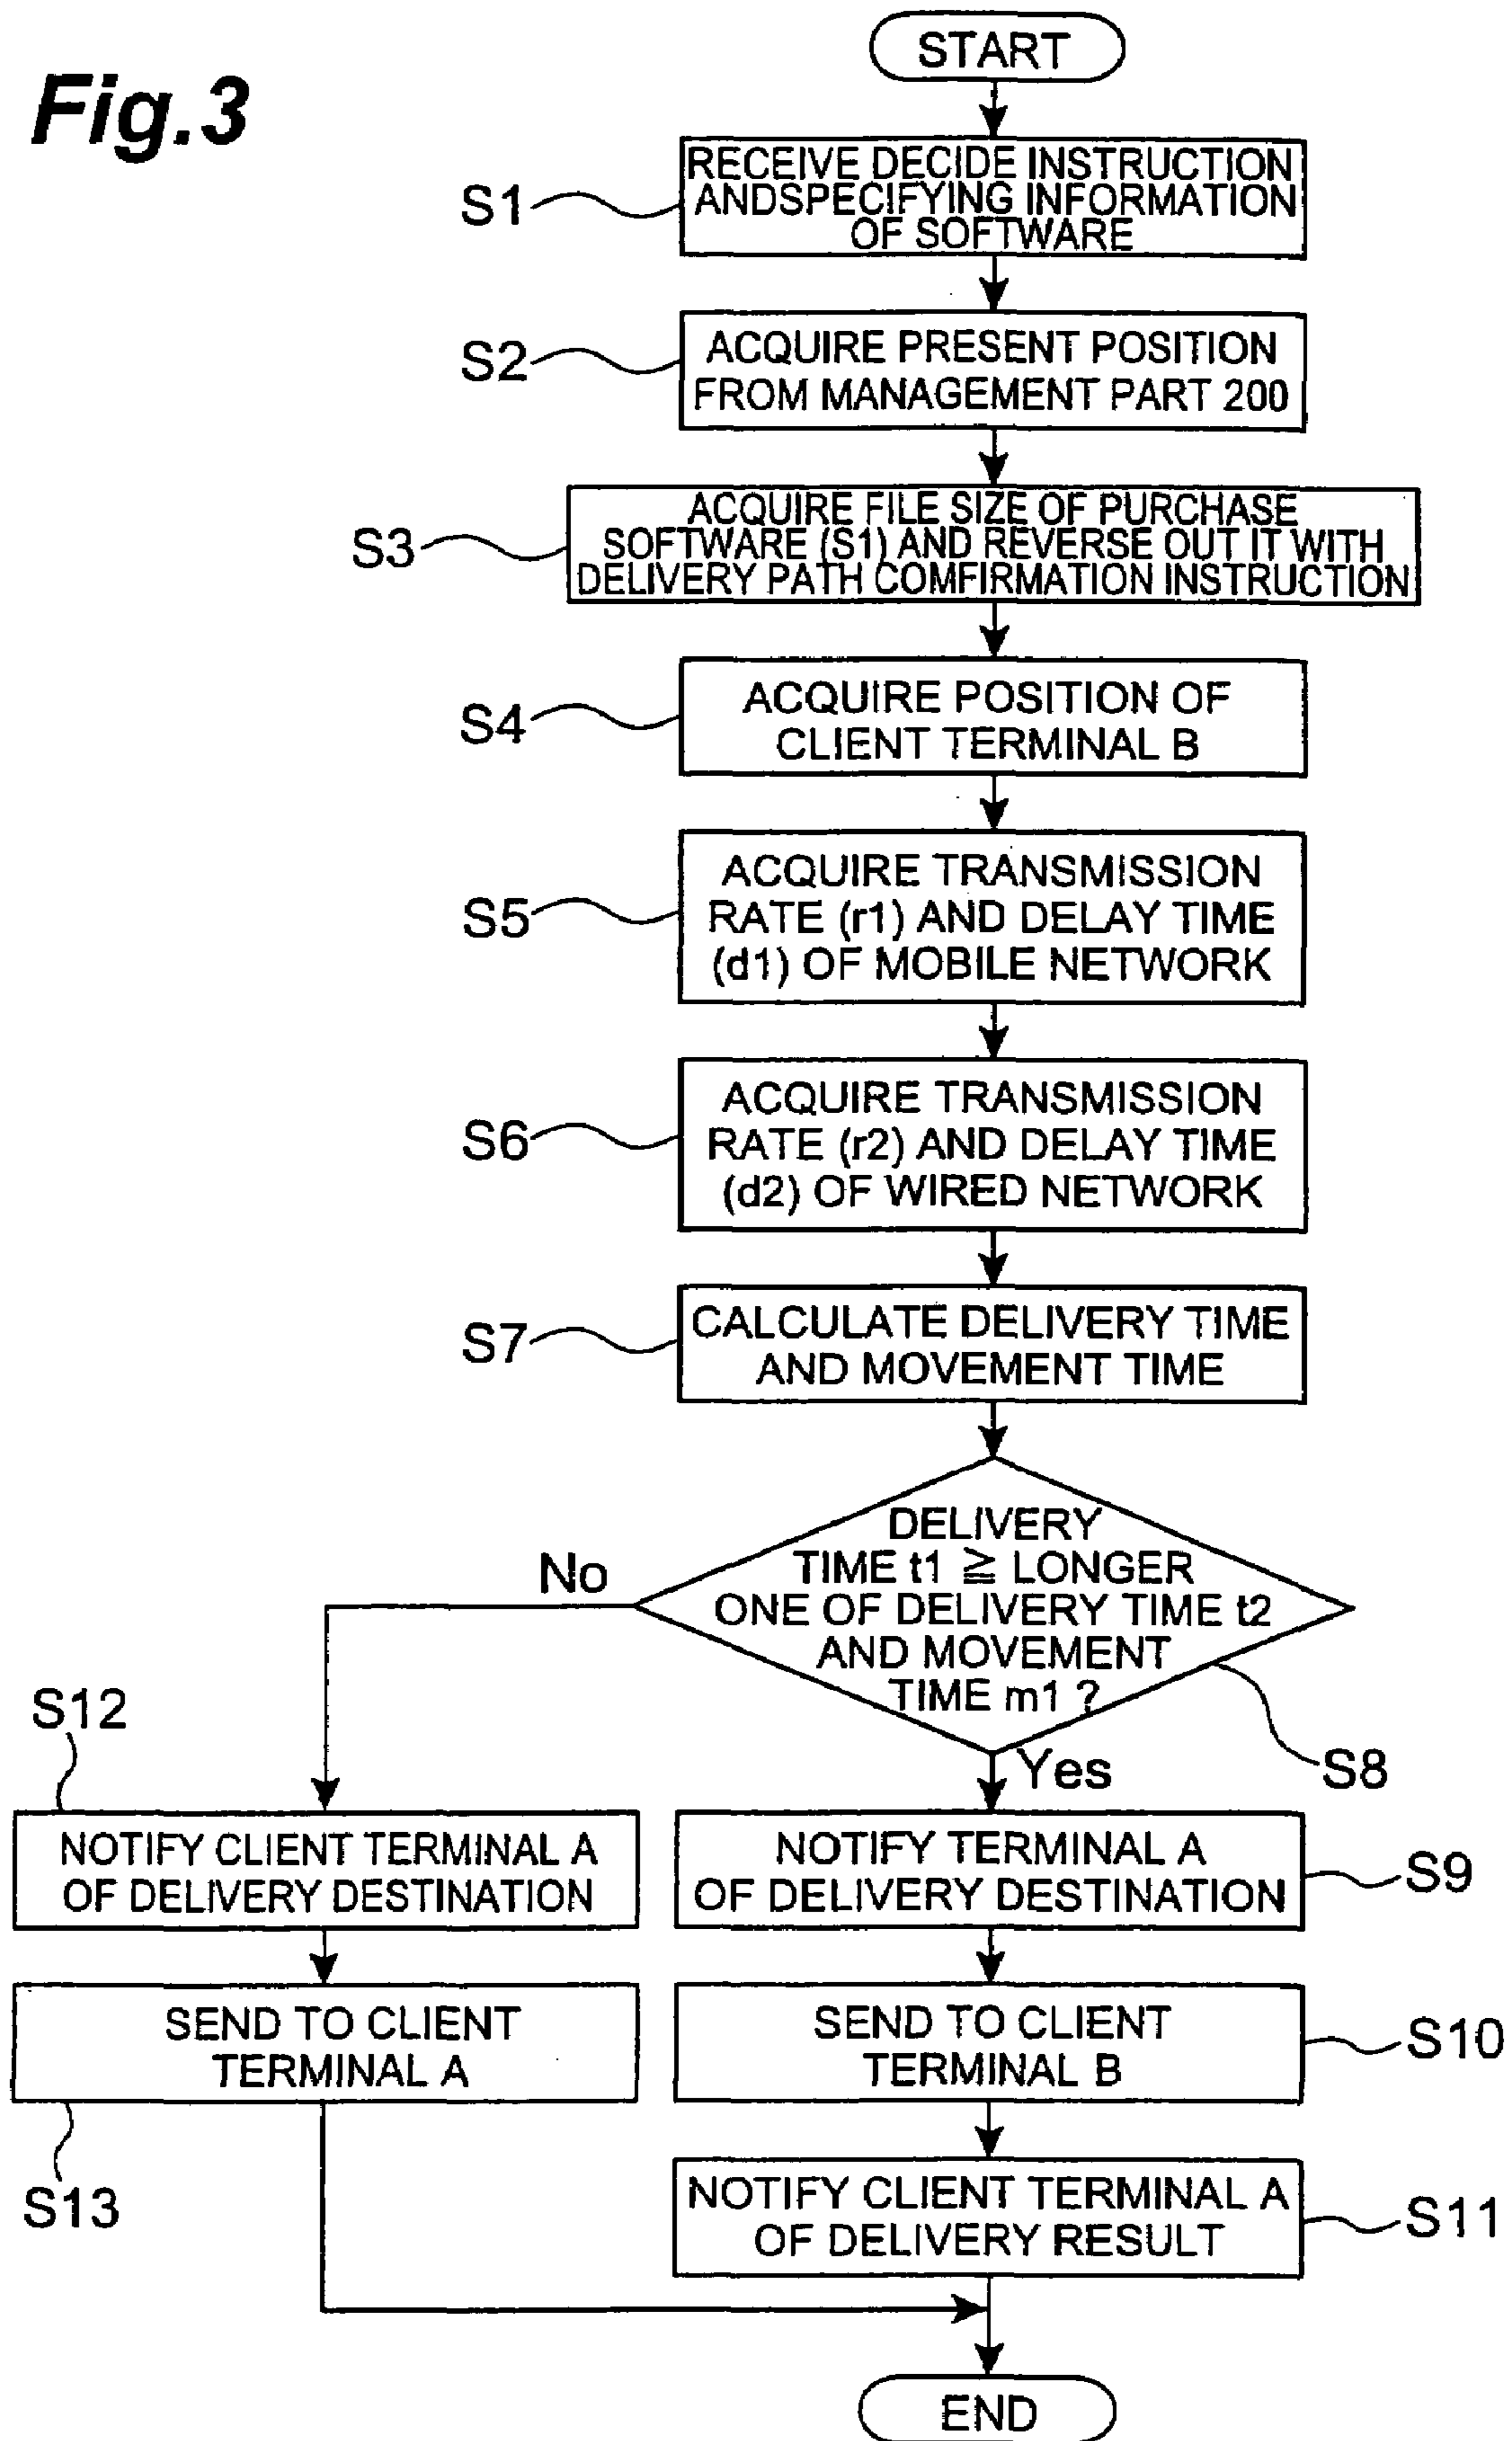 Fig.3
START
S1
RECEIVE DECIDE INSTRUCTION
ANDSPECIFYING INFORMATION
OF SOFTWARE
S2
ACQUIRE PRESENT POSITION
FROM MANAGEMENT PART 200
S3
ACQUIRE FILE SIZE OF PURCHASE
SOFTWARE (S1) AND REVERSE OUT IT WITH
DELIVERY PATH COMFIRMATION INSTRUCTION
S4
ACQUIRE POSITION OF
CLIENT TERMINAL B
S5
ACQUIRE TRANSMISSION
RATE (r1) AND DELAY TIME
(d1) OF MOBILE NETWORK
S6
ACQUIRE TRANSMISSION
RATE (r2) AND DELAY TIME
(d2) OF WIRED NETWORK
S7
CALCULATE DELIVERY TIME
AND MOVEMENT TIME
DELIVERY
TIME t1 ≧ LONGER
ONE OF DELIVERY TIME t2
AND MOVEMENT
TIME m1 ?
No
S8
Yes
S12
NOTIFY CLIENT TERMINAL A
OF DELIVERY DESTINATION
NOTIFY TERMINAL A
OF DELIVERY DESTINATION
S9
SEND TO CLIENT
TERMINAL A
S13
SEND TO CLIENT
TERMINAL B
S10
NOTIFY CLIENT TERMINAL A
OF DELIVERY RESULT
S11
END